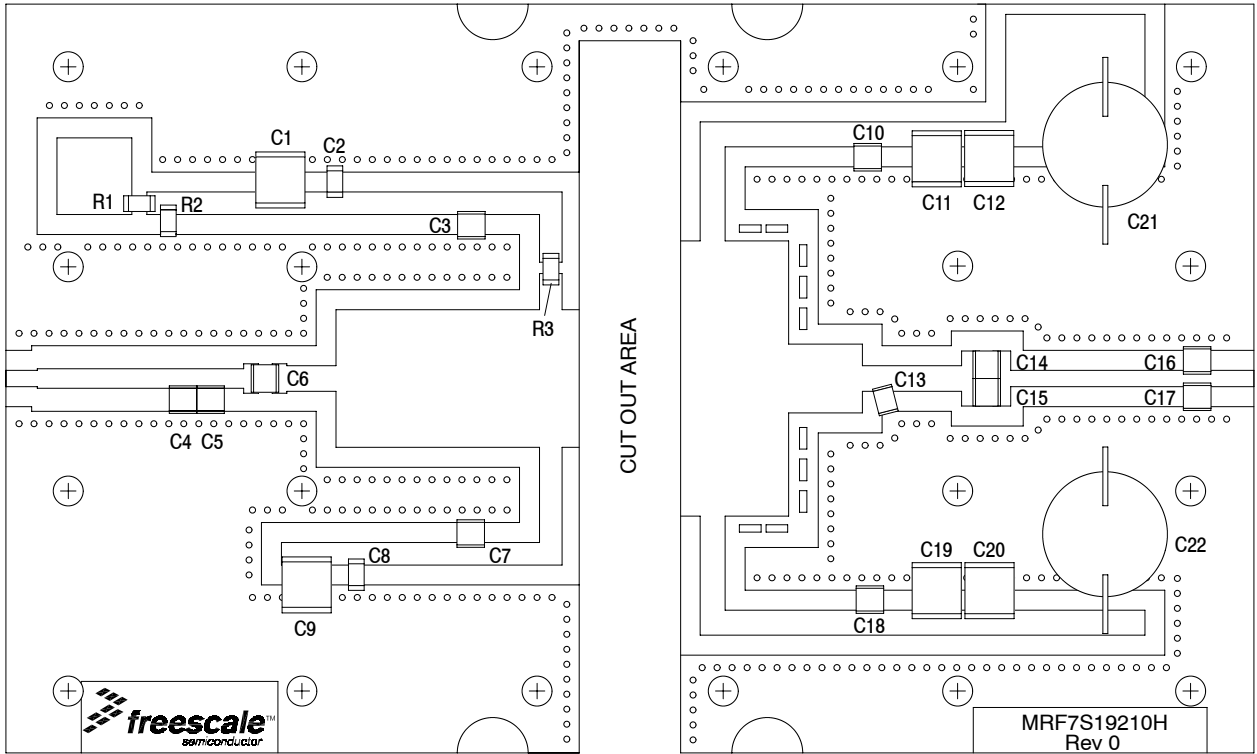 C1
C2
C10
R1
R2
C3
C11
C12
C21
R3
CUT OUT AREA
C6
C13
C14
C16
C15
C17
C4
C5
C8
C7
C19
C20
C22
C9
C18
freescale™
semiconductor
MRF7S19210H
Rev 0